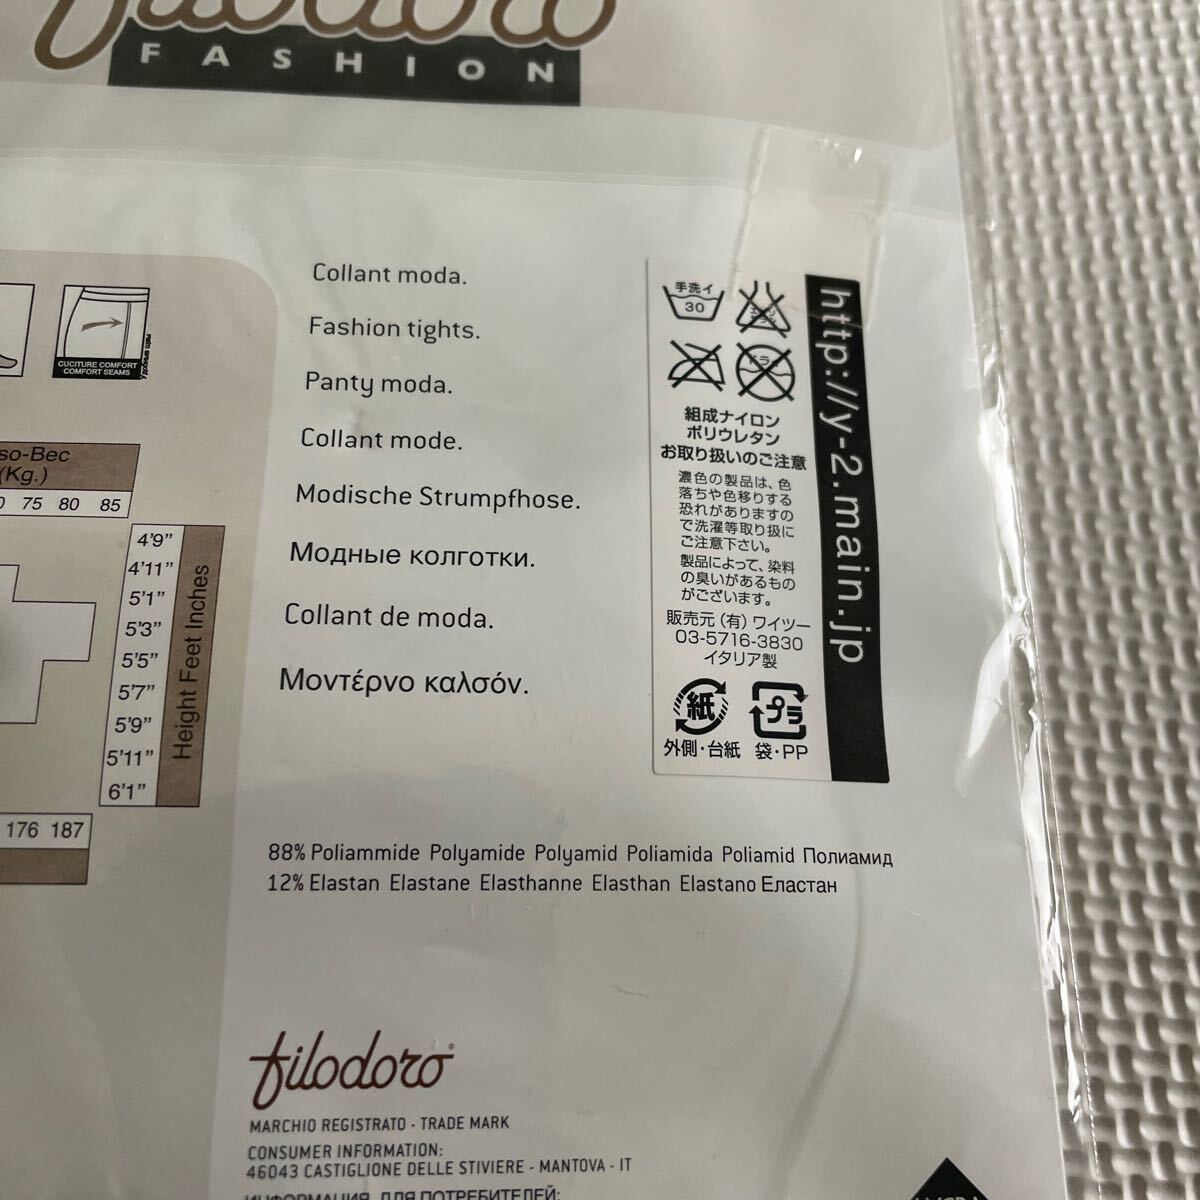 filodoro
FASHION
CUCITURE COMFORT
COMFORT SEAMS
so-Bec
(Kg.)
0 75 80 85
4'9"
4'11"
5'1"
5'3"
5'5"
5'7"
5'9"
5'11"
6'1"
Height Feet Inches
176 187
Collant moda.
Fashion tights.
Panty moda.
Collant mode.
Modische Strumpfhose.
Модные колготки.
Collant de moda.
Μοντέρνο καλσόν.
手洗イ
30
組成ナイロン
ポリウレタン
お取り扱いのご注意
濃色の製品は、色
落ちや色移りする
恐れがありますの
で洗濯等取り扱に
ご注意下さい。
製品によって、染料
の臭いがあるもの
がございます。
販売元(有)ワイツー
03-5716-3830
イタリア製
紙 プラ
外側・台紙 袋・PP
http://y-2.main.jp
88% Poliammide Polyamide Polyamid Poliamida Poliamid Полиамид
12% Elastan Elastane Elasthanne Elasthan Elastano Еластан
filodoro
MARCHIO REGISTRATO - TRADE MARK
CONSUMER INFORMATION:
46043 CASTIGLIONE DELLE STIVIERE - MANTOVA - IT
ИНФОРМАЦИЯ ДЛЯ ПОТРЕБИТЕЛЕЙ:
LYCRA